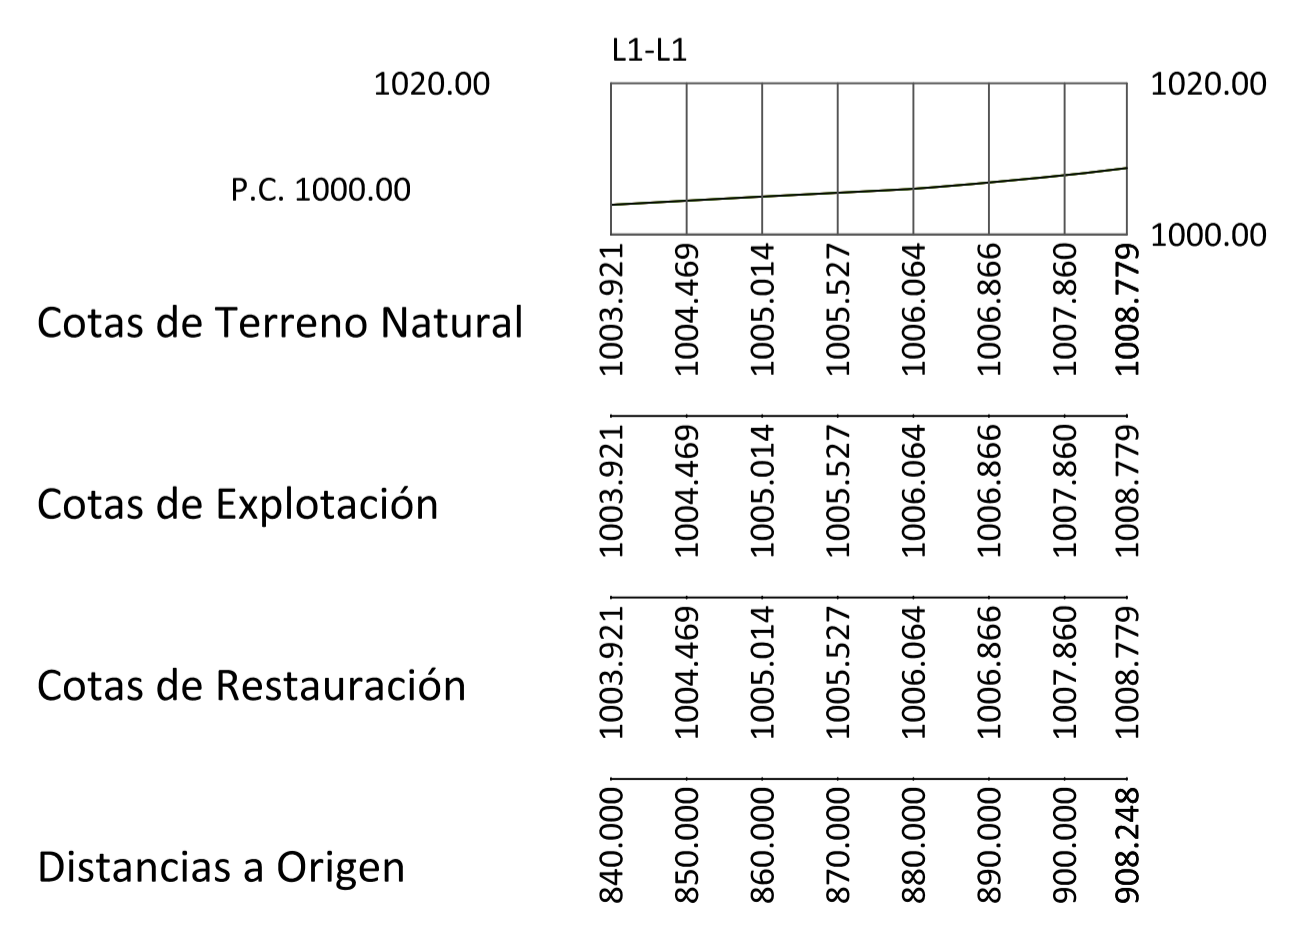 L1-L1
1020.00 1020.00
P.C. 1000.00
1000.00
Cotas de Terreno Natural 1003.921 1004.469 1005.014 1005.527 1006.064 1006.866 1007.860 1008.779
Cotas de Explotación 1003.921 1004.469 1005.014 1005.527 1006.064 1006.866 1007.860 1008.779
Cotas de Restauración 1003.921 1004.469 1005.014 1005.527 1006.064 1006.866 1007.860 1008.779
Distancias a Origen 840.000 850.000 860.000 870.000 880.000 890.000 900.000 908.248